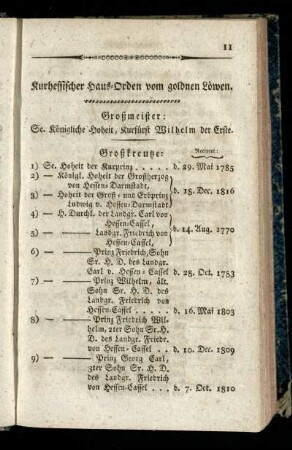 11
Kurhessischer Haus-Orden vom goldnen Löwen.
Großmeister:
Se. Königliche Hoheit, Kurfürst Wilhelm der Erste.
Großkreutze:
Recipirt:
1) Se. Hoheit der Kurprinz . . . . . d. 29. Mai 1785
2) — Königl. Hoheit der Großherzog
von Hessen-Darmstadt,
d. 15. Dec. 1816
3) — Hoheit der Groß- und Erbprinz
Ludwig v. Hessen-Darmstadt
4) — H. Durchl. der Landgr. Carl von
Hessen-Cassel,
d. 14. Aug. 1770
5) — — Landgr. Friedrich von
Hessen-Cassel,
6) — — Prinz Friedrich, Sohn
Sr. H. D. des Landgr.
Carl v. Hessen-Cassel d. 28. Oct. 1783
7) — — Prinz Wilhelm, ält.
Sohn Sr. H. D. des
Landgr. Friedrich von
Hessen-Cassel . . . . d. 16. Mai 1803
8) — — Prinz Friedrich Wil-
helm, 2ter Sohn Sr. H.
D. des Landgr. Friedr.
von Hessen-Cassel . . d. 10. Dec. 1809
9) — — Prinz Georg Carl,
3ter Sohn Sr. H. D. des
Landgr. Friedrich
von Hessen-Cassel . . . d. 7. Oct. 1810